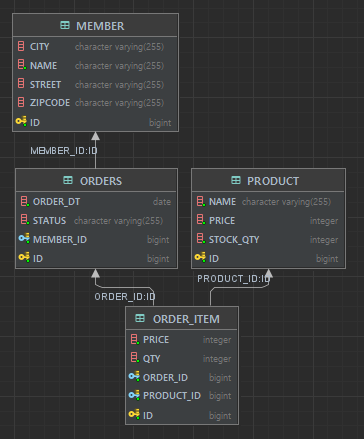 MEMBER
CITY character varying(255)
NAME character varying(255)
STREET character varying(255)
ZIPCODE character varying(255)
ID bigint
MEMBER_ID:ID
ORDERS
ORDER_DT date
STATUS character varying(255)
MEMBER_ID bigint
ID bigint
PRODUCT
NAME character varying(255)
PRICE integer
STOCK_QTY integer
ID bigint
PRODUCT_ID:ID
ORDER_ID:ID
ORDER_ITEM
PRICE integer
QTY integer
ORDER_ID bigint
PRODUCT_ID bigint
ID bigint